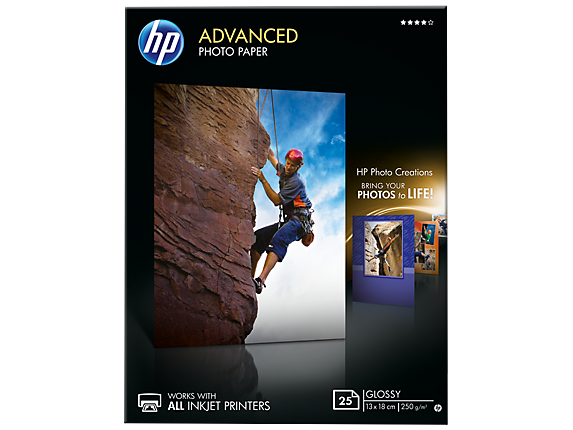 hp
ADVANCED
PHOTO PAPER
HP Photo Creations
BRING YOUR
PHOTOS to LIFE!
WORKS WITH
ALL INKJET PRINTERS
25
GLOSSY
13 x 18 cm | 250 g/m²
hp